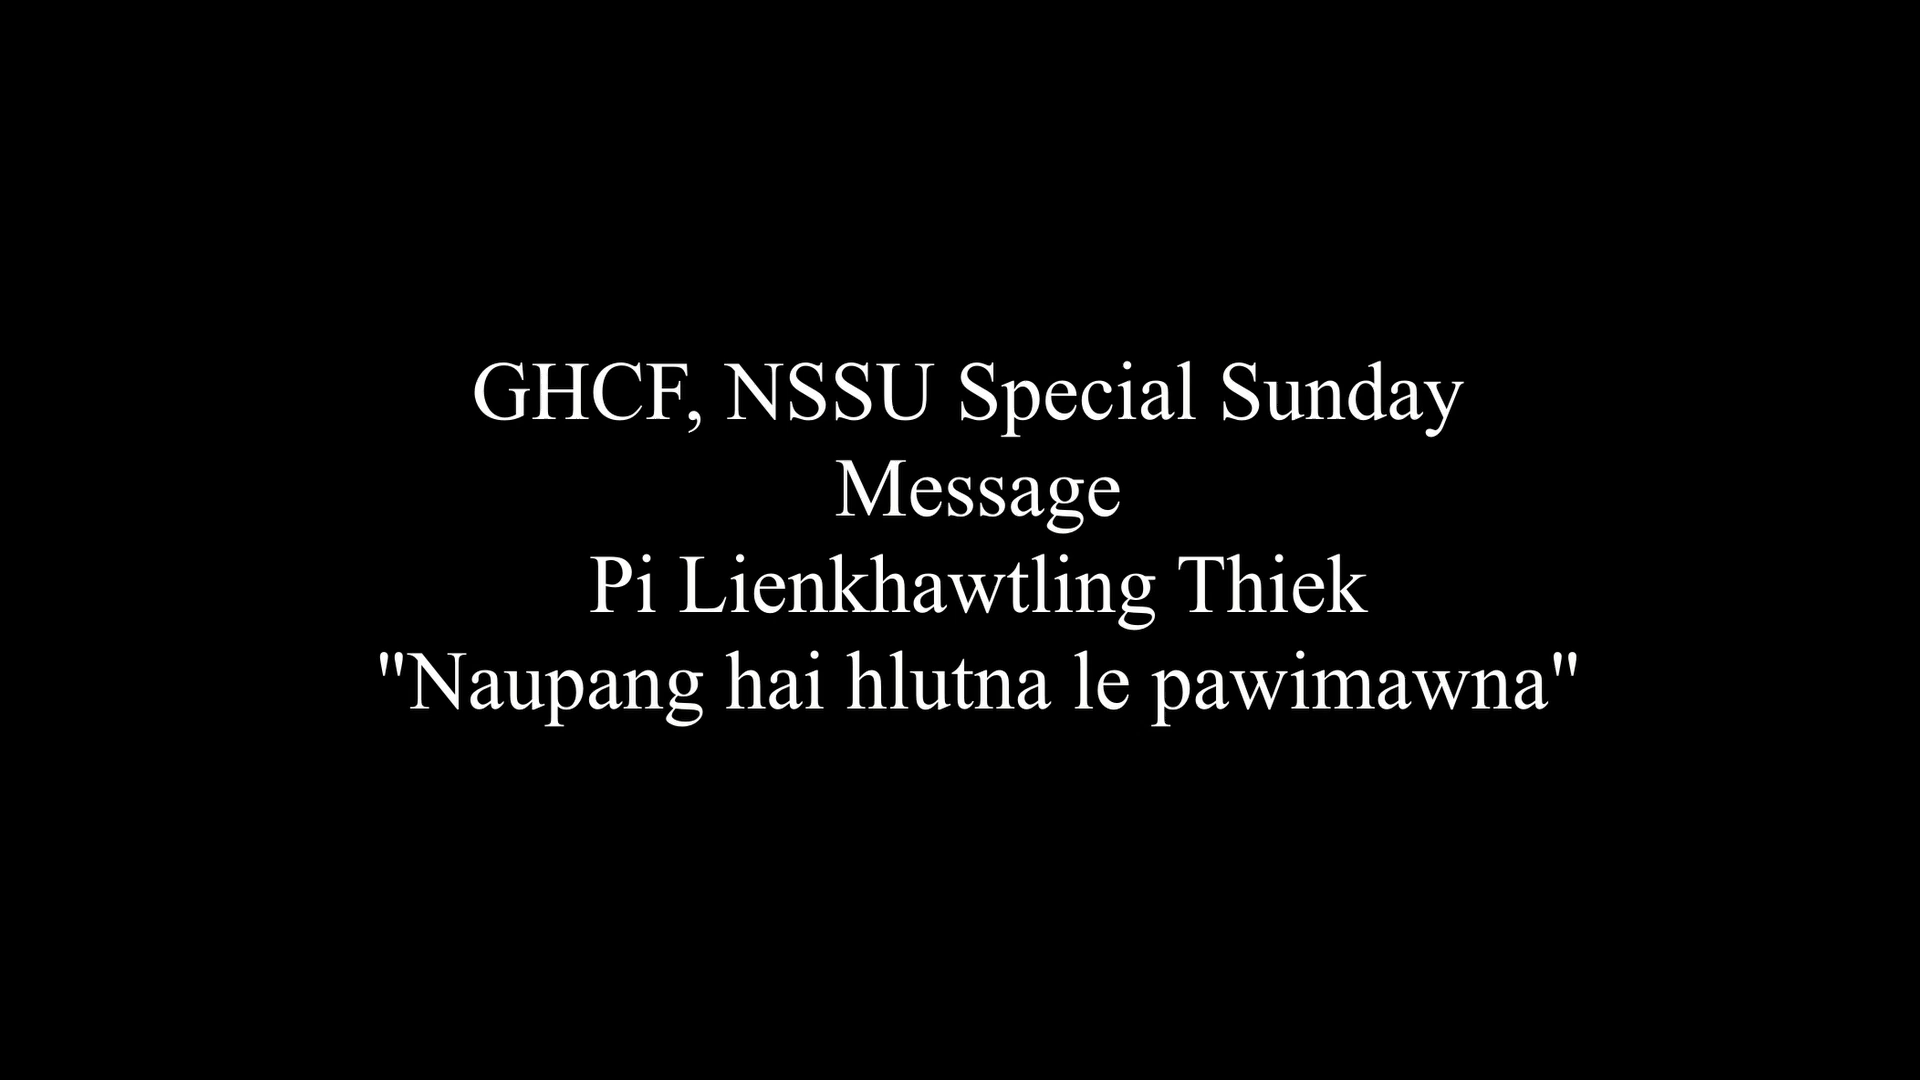 GHCF, NSSU Special Sunday
Message
Pi Lienkhawtling Thiek
"Naupang hai hlutna le pawimawna"